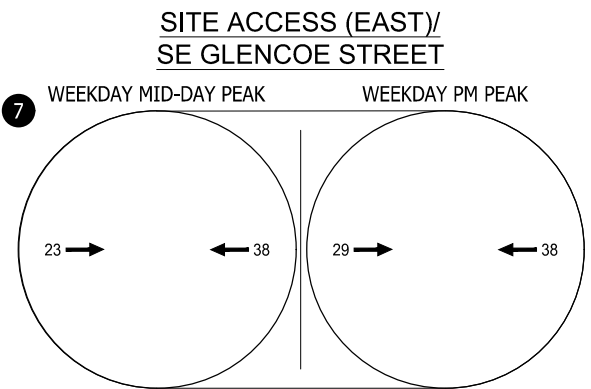 SITE ACCESS (EAST)/
SE GLENCOE STREET
WEEKDAY MID-DAY PEAK
WEEKDAY PM PEAK
7
23
38
29
38